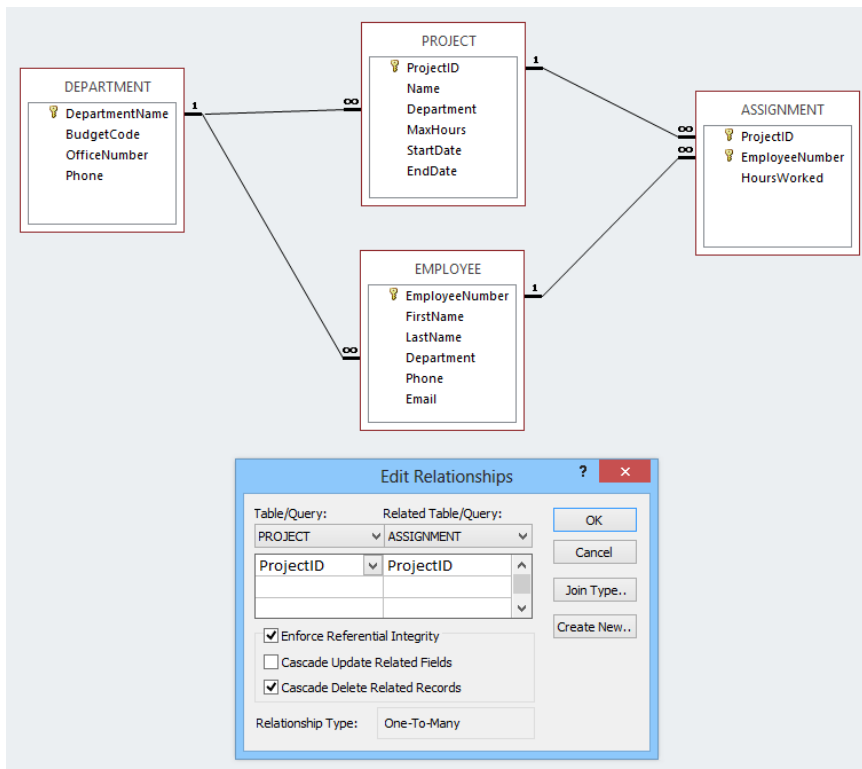 PROJECT
ProjectID
Name
Department
MaxHours
StartDate
EndDate
DEPARTMENT
DepartmentName
BudgetCode
OfficeNumber
Phone
1
∞
1
∞
∞
ASSIGNMENT
ProjectID
EmployeeNumber
HoursWorked
EMPLOYEE
EmployeeNumber
FirstName
LastName
Department
Phone
Email
∞
1
Edit Relationships
? ×
Table/Query: Related Table/Query:
PROJECT ASSIGNMENT
ProjectID ProjectID
Enforce Referential Integrity
Cascade Update Related Fields
Cascade Delete Related Records
Relationship Type: One-To-Many
OK
Cancel
Join Type..
Create New..